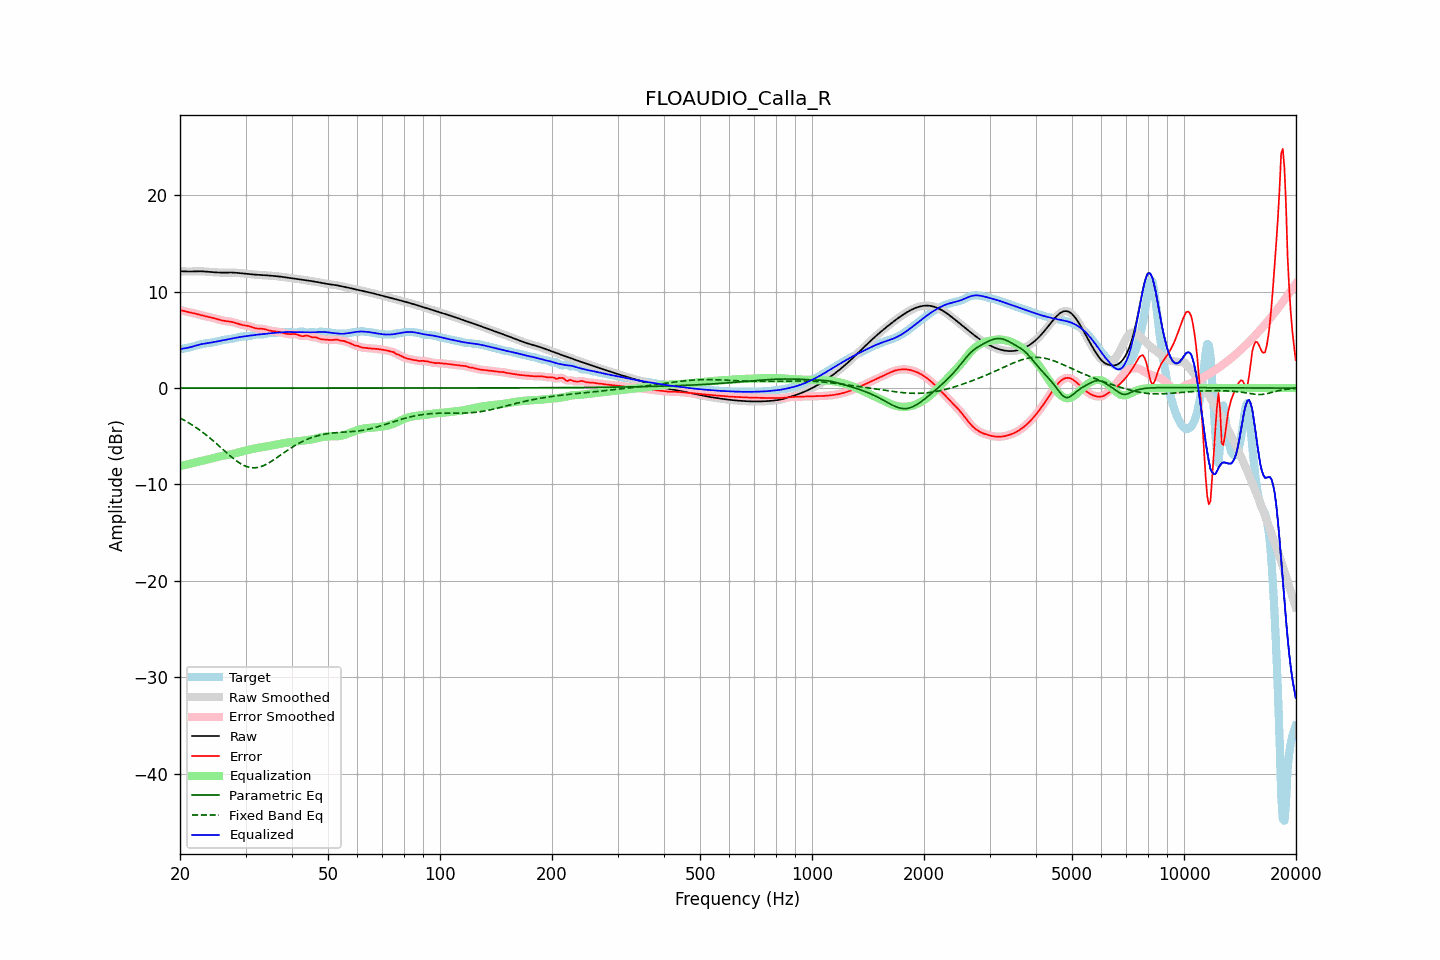 FLOAUDIO_Calla_R
Amplitude (dBr)
20
10
0
−10
−20
−30
−40
Target
Raw Smoothed
Error Smoothed
Raw
Error
Equalization
Parametric Eq
Fixed Band Eq
Equalized
20 50 100 200 500 1000 2000 5000 10000 20000
Frequency (Hz)